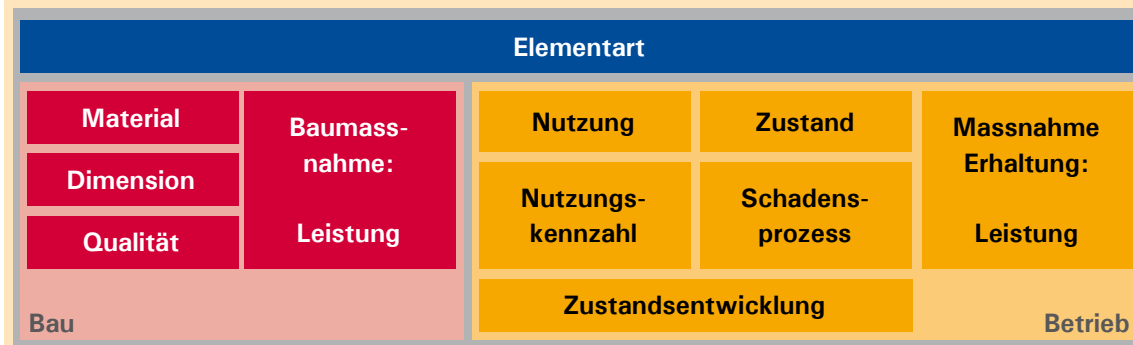 Elementart
Material
Dimension
Qualität
Baumass-
nahme:
Leistung
Bau
Nutzung
Zustand
Nutzungs-
kennzahl
Schadens-
prozess
Massnahme
Erhaltung:
Leistung
Zustandsentwicklung
Betrieb